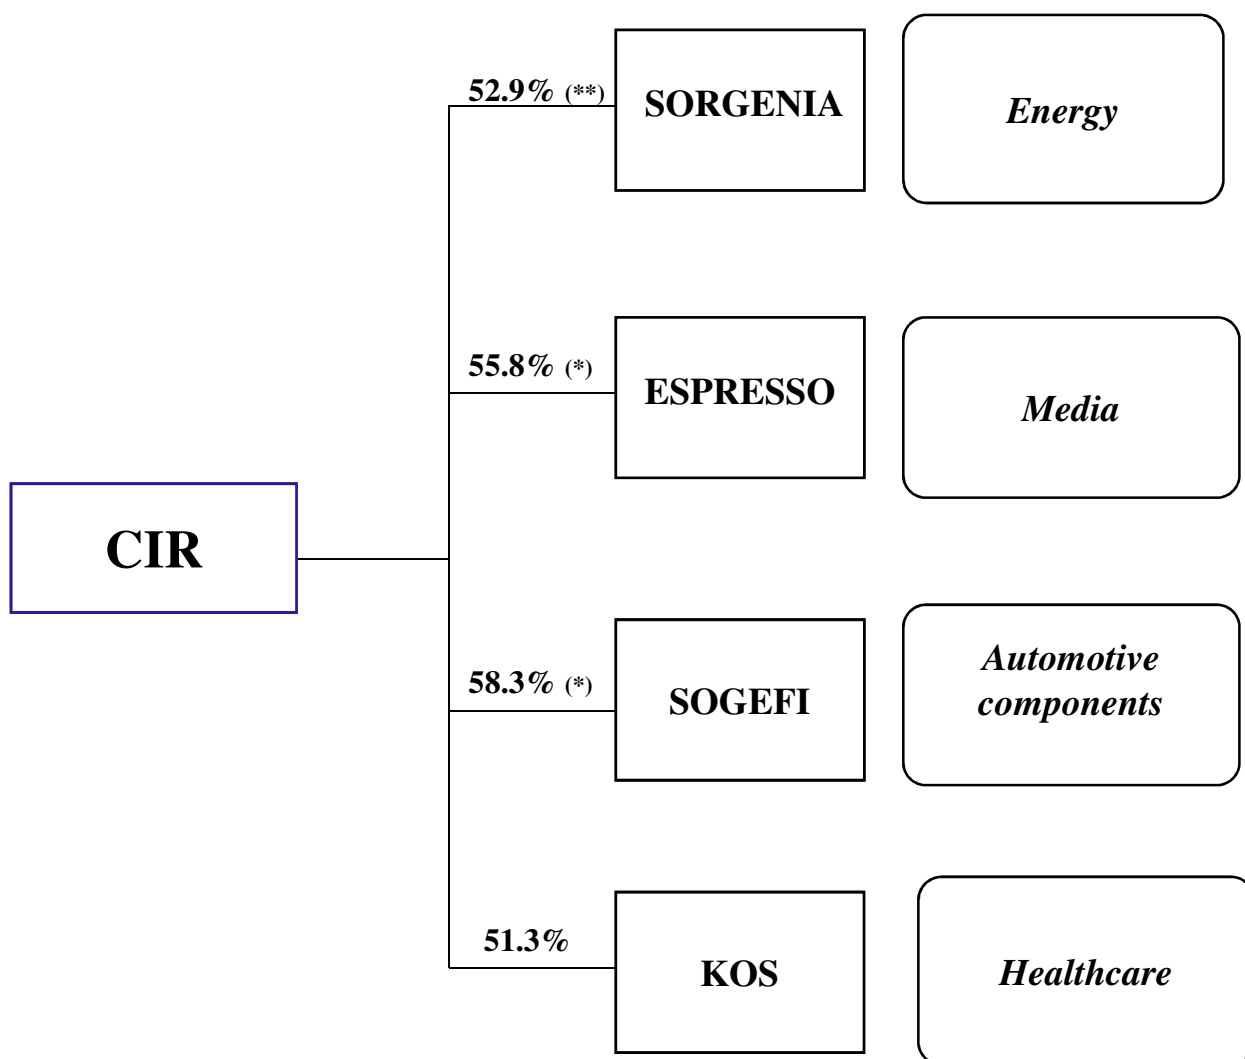 52.9% (**)
SORGENIA
Energy
55.8% (*)
ESPRESSO
Media
CIR
58.3% (*)
SOGEFI
Automotive
components
51.3%
KOS
Healthcare